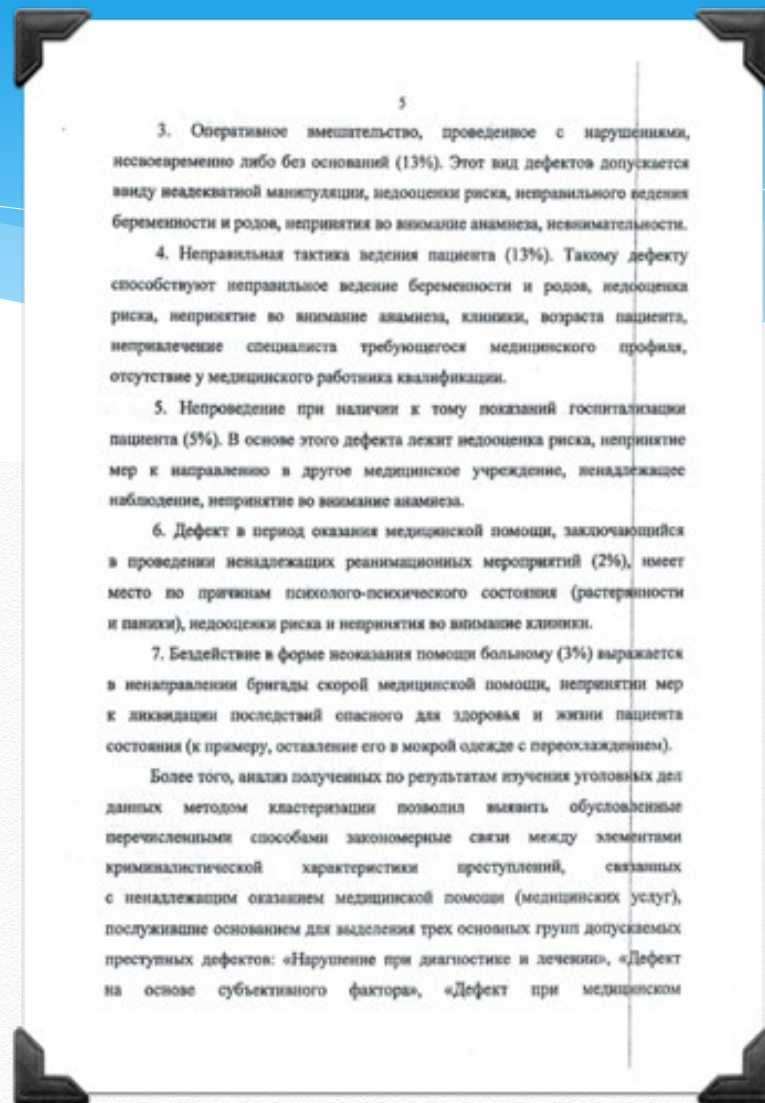 5
3. Оперативное вмешательство, проведенное с нарушениями,
несвоевременно либо без оснований (13%). Этот вид дефектов допускается
ввиду неадекватной манипуляции, недооценки риска, неправильного ведения
беременности и родов, непринятия во внимание анамнеза, невнимательности.
4. Неправильная тактика ведения пациента (13%). Такому дефекту
способствуют неправильное ведение беременности и родов, недооценка
риска, непринятие во внимание анамнеза, клиники, возраста пациента,
непривлечение специалиста требующегося медицинского профиля,
отсутствие у медицинского работника квалификации.
5. Непроведение при наличии к тому показаний госпитализации
пациента (5%). В основе этого дефекта лежит недооценка риска, непринятие
мер к направлению в другое медицинское учреждение, ненадлежащее
наблюдение, непринятие во внимание анамнеза.
6. Дефект в период оказания медицинской помощи, заключающийся
в проведении ненадлежащих реанимационных мероприятий (2%), имеет
место по причинам психолого-психического состояния (растерянности
и паники), недооценки риска и непринятия во внимание клиники.
7. Бездействие в форме неоказания помощи больному (3%) выражается
в ненаправлении бригады скорой медицинской помощи, непринятии мер
к ликвидации последствий опасного для здоровья и жизни пациента
состояния (к примеру, оставление его в мокрой одежде с переохлаждением).
Более того, анализ полученных по результатам изучения уголовных дел
данных методом кластеризации позволил выявить обусловленные
перечисленными способами закономерные связи между элементами
криминалистической характеристики преступлений, связанных
с ненадлежащим оказанием медицинской помощи (медицинских услуг),
послужившие основанием для выделения трех основных групп допускаемых
преступных дефектов: «Нарушение при диагностике и лечении», «Дефект
на основе субъективного фактора», «Дефект при медицинском